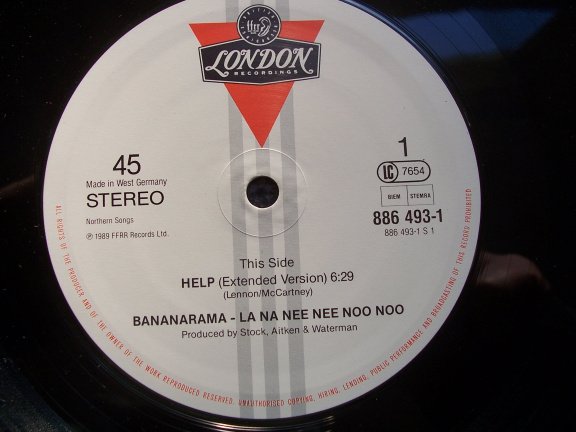 ffrr
LONDON
RECORDINGS
45
Made in West Germany
STEREO
Northern Songs
℗ 1989 FFRR Records Ltd.
1
LC 7654
BIEM STEMRA
886 493-1
886 493-1 S 1
This Side
HELP (Extended Version) 6:29
(Lennon/McCartney)
BANANARAMA - LA NA NEE NEE NOO NOO
Produced by Stock, Aitken & Waterman
ALL RIGHTS OF THE PRODUCER AND OF THE OWNER OF THE WORK REPRODUCED RESERVED. UNAUTHORISED COPYING, HIRING, LENDING, PUBLIC PERFORMANCE AND BROADCASTING OF THIS RECORD PROHIBITED